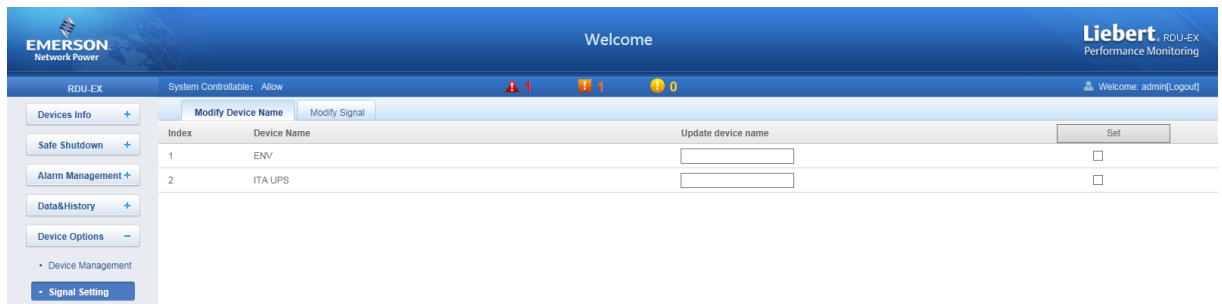 EMERSON
Network Power
Welcome
Liebert. RDU-EX
Performance Monitoring
RDU-EX
System Controllable: Allow
1
1
0
Welcome: admin[Logout]
Devices Info +
Safe Shutdown +
Alarm Management +
Data&History +
Device Options −
• Device Management
• Signal Setting
Modify Device Name Modify Signal
Index Device Name Update device name Set
1 ENV
2 ITA UPS